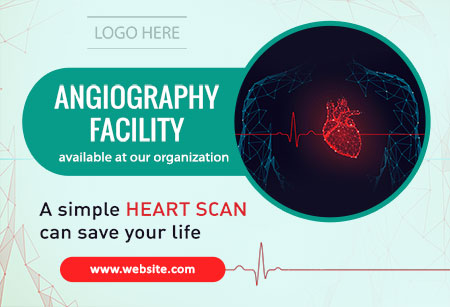 LOGO HERE
ANGIOGRAPHY
FACILITY
available at our organization
A simple HEART SCAN
can save your life
www.website.com